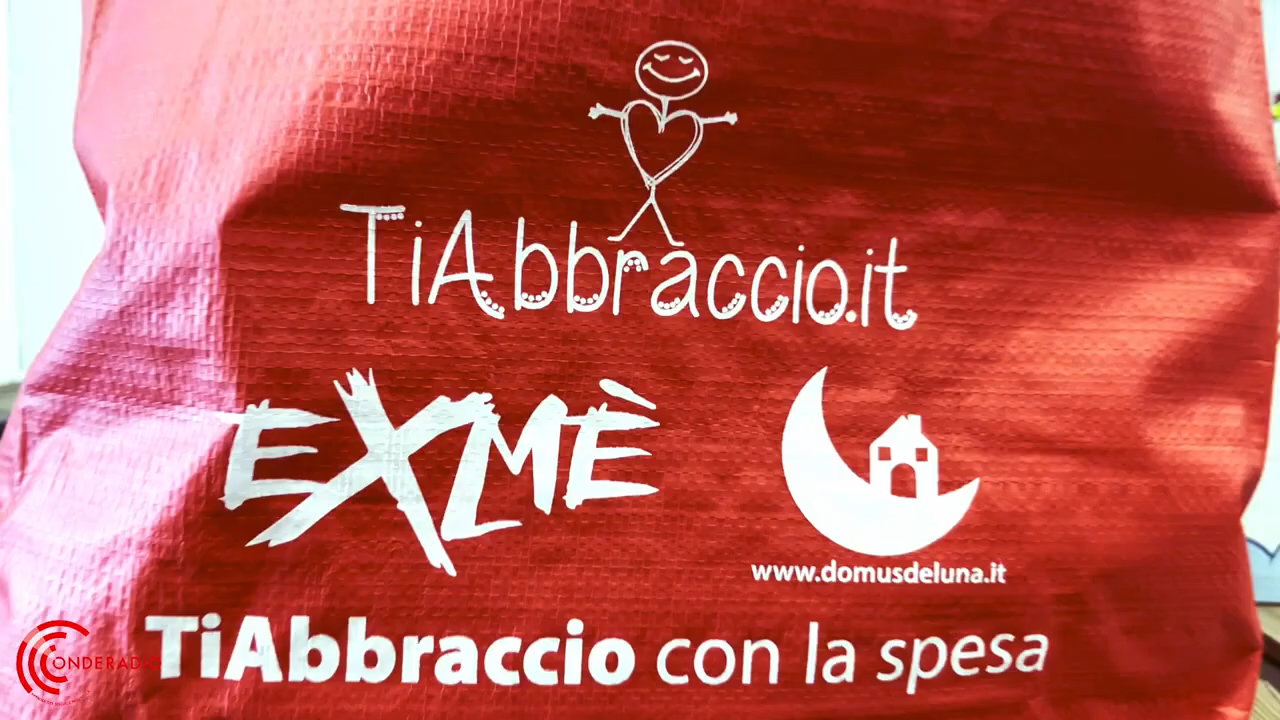 TiAbbraccio.it
EXMÈ
www.domusdeluna.it
TiAbbraccio con la spesa
ONDERADIO